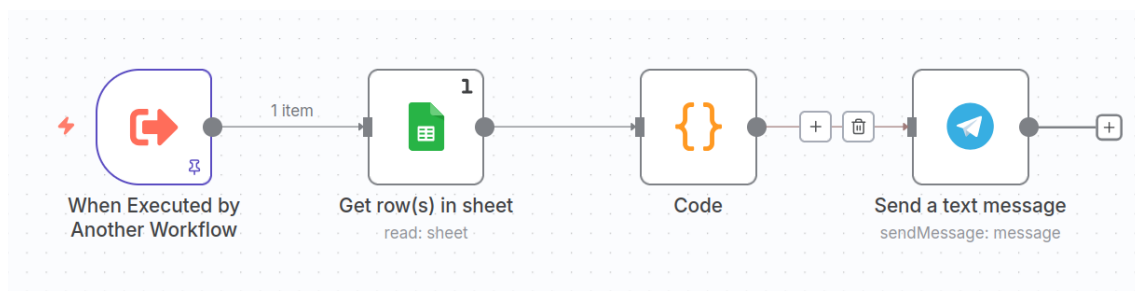 1
1 item
{}
When Executed by
Another Workflow
Get row(s) in sheet
read: sheet
Code
Send a text message
sendMessage: message